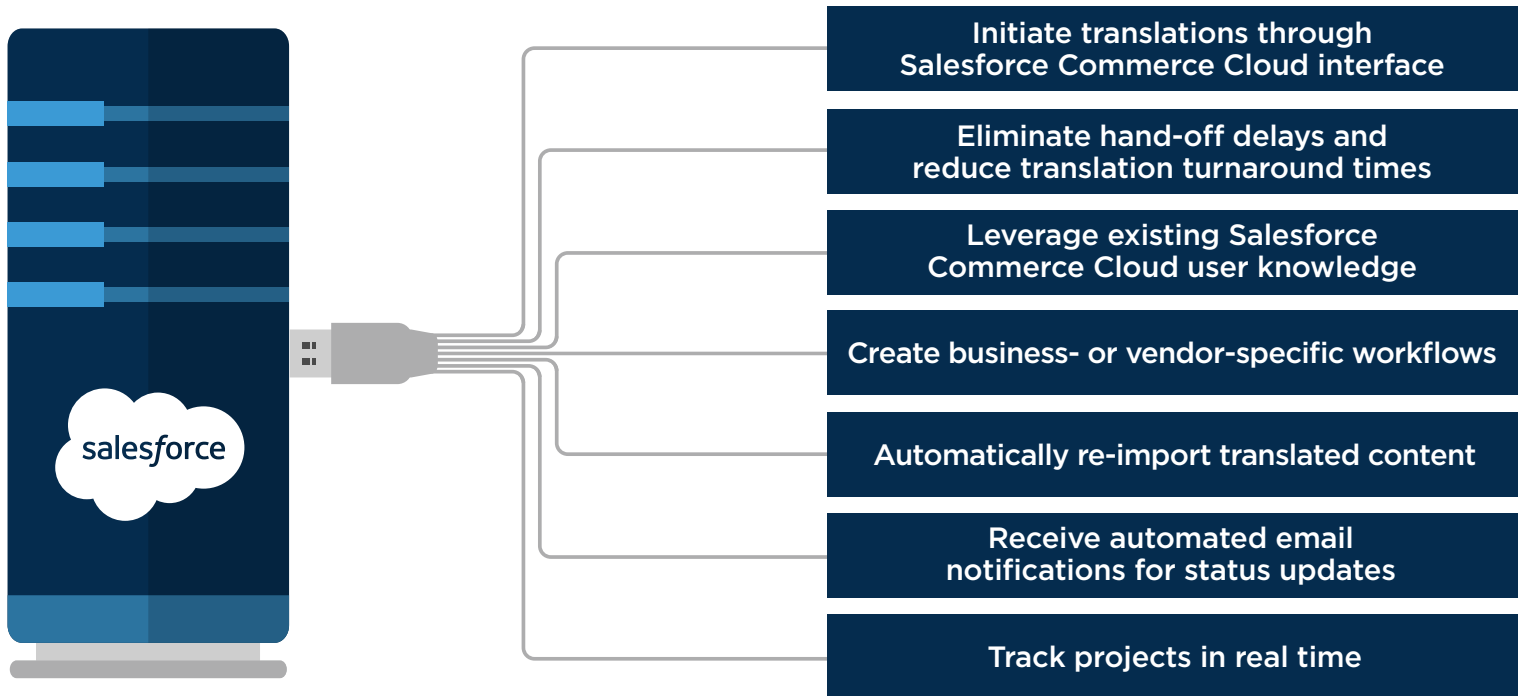 Initiate translations through
Salesforce Commerce Cloud interface
Eliminate hand-off delays and
reduce translation turnaround times
Leverage existing Salesforce
Commerce Cloud user knowledge
Create business- or vendor-specific workflows
Automatically re-import translated content
Receive automated email
notifications for status updates
Track projects in real time
salesforce